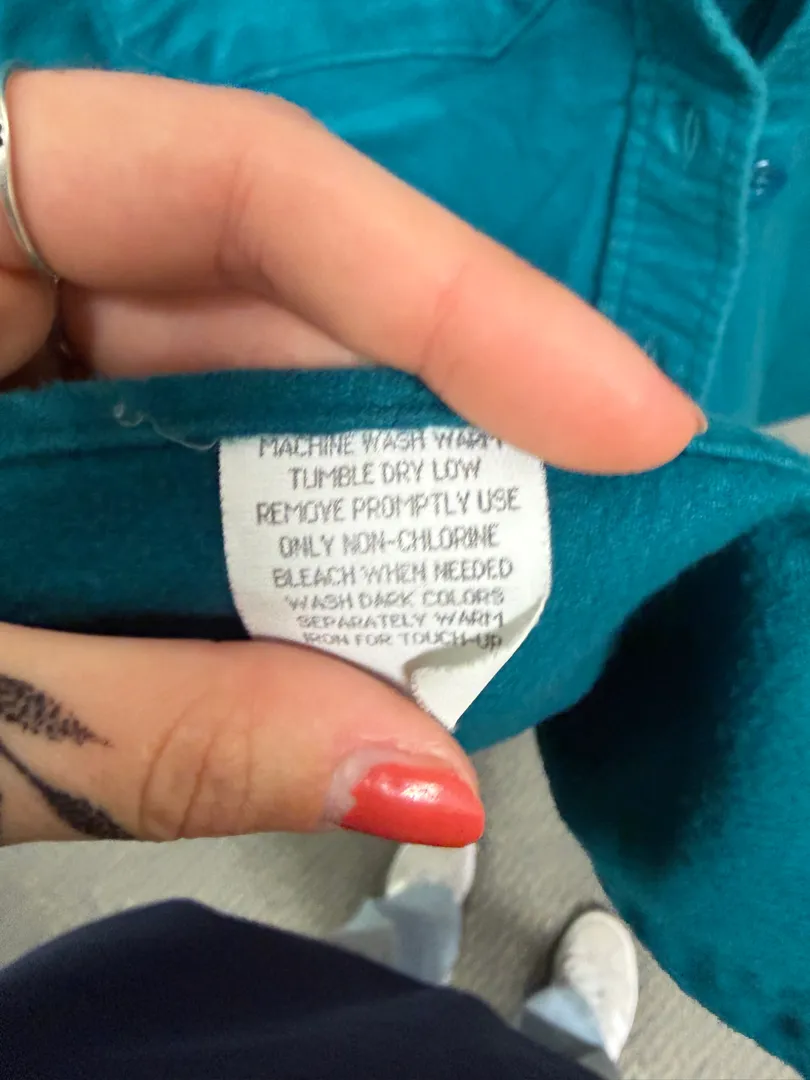 MACHINE WASH WARM
TUMBLE DRY LOW
REMOVE PROMPTLY USE
ONLY NON-CHLORINE
BLEACH WHEN NEEDED
WASH DARK COLORS
SEPARATELY WARM
IRON FOR TOUCH-UP